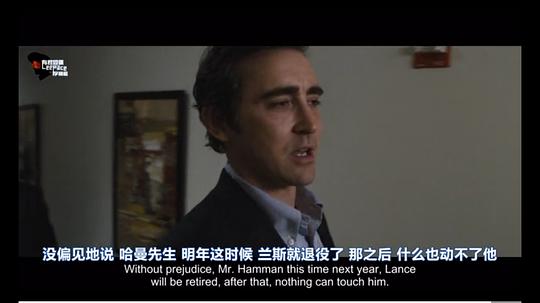 LeePace
没偏见地说 哈曼先生 明年这时候 兰斯就退役了 那之后 什么也动不了他
Without prejudice, Mr. Hamman this time next year, Lance
will be retired, after that, nothing can touch him.